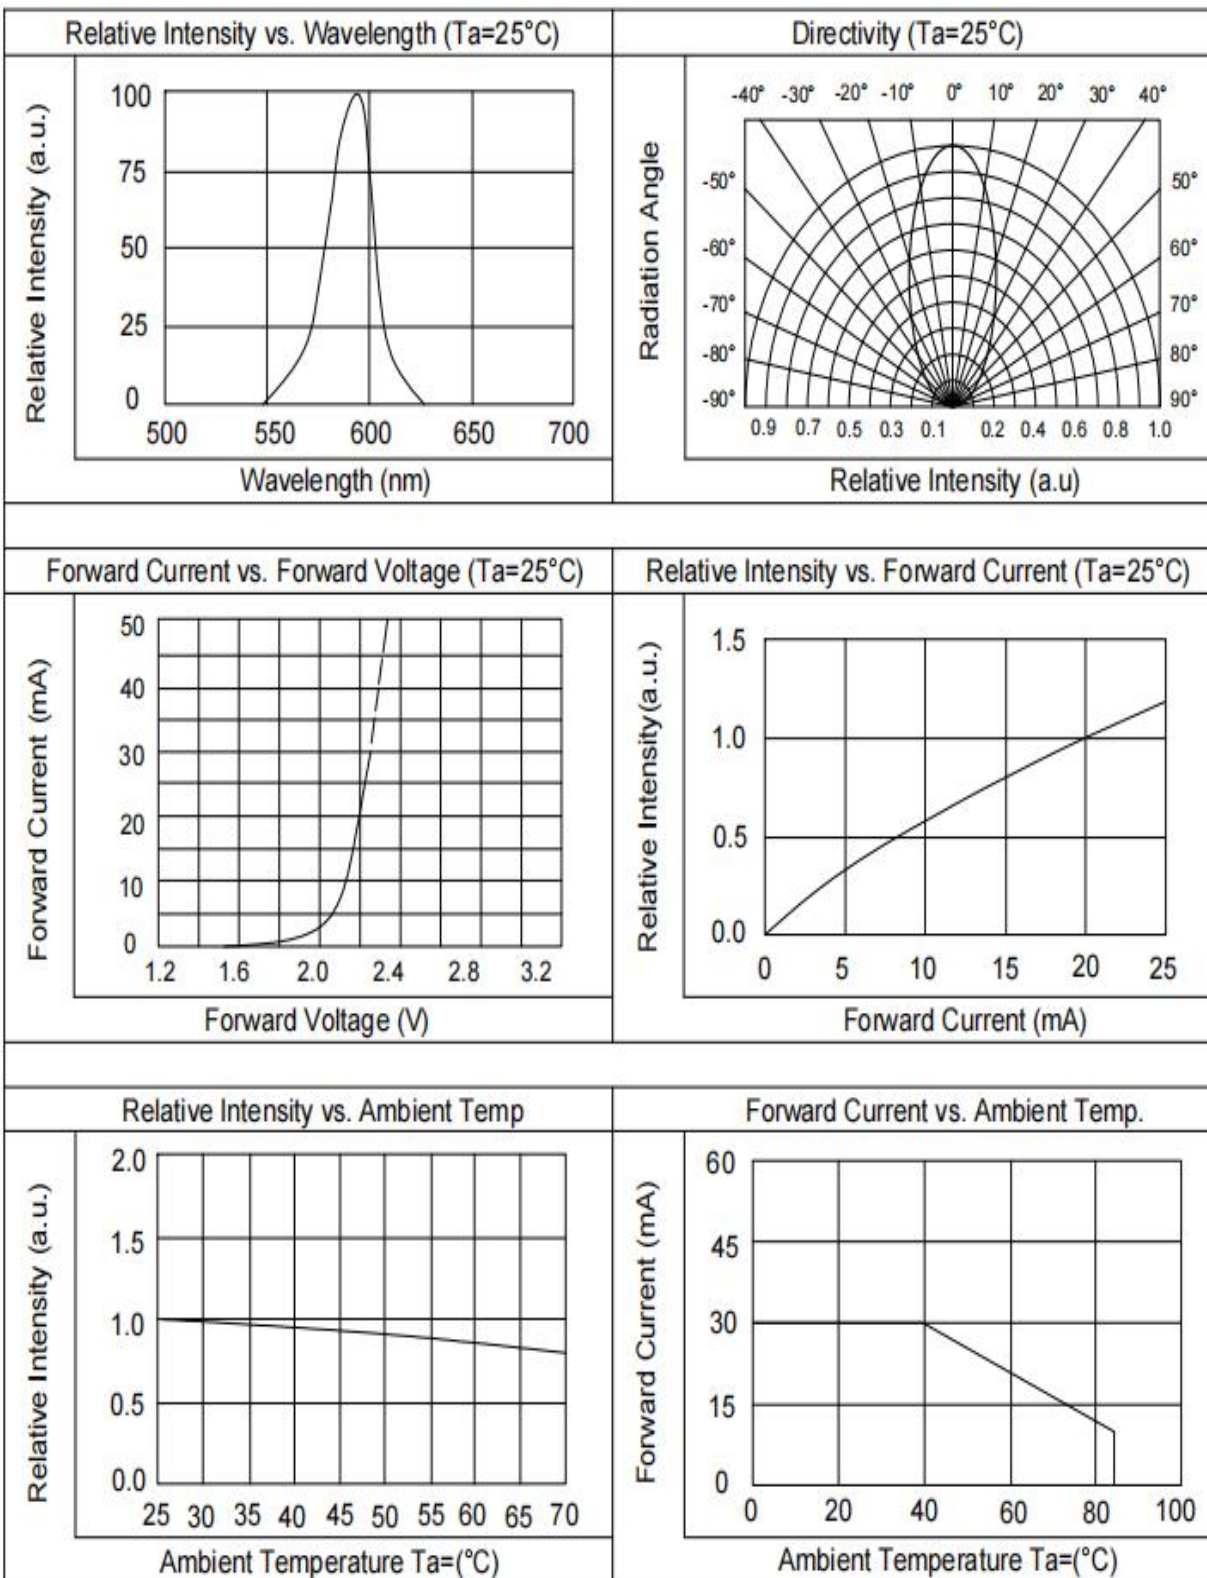 Relative Intensity vs. Wavelength (Ta=25°C)
Relative Intensity (a.u.)
100
75
50
25
0
500 550 600 650 700
Wavelength (nm)
Directivity (Ta=25°C)
Radiation Angle
-40° -30° -20° -10° 0° 10° 20° 30° 40°
-50° 50°
-60° 60°
-70° 70°
-80° 80°
-90° 90°
0.9 0.7 0.5 0.3 0.1 0.2 0.4 0.6 0.8 1.0
Relative Intensity (a.u)
Forward Current vs. Forward Voltage (Ta=25°C)
Forward Current (mA)
50
40
30
20
10
0
1.2 1.6 2.0 2.4 2.8 3.2
Forward Voltage (V)
Relative Intensity vs. Forward Current (Ta=25°C)
Relative Intensity(a.u.)
1.5
1.0
0.5
0.0
0 5 10 15 20 25
Forward Current (mA)
Relative Intensity vs. Ambient Temp
Relative Intensity (a.u.)
2.0
1.5
1.0
0.5
0.0
25 30 35 40 45 50 55 60 65 70
Ambient Temperature Ta=(°C)
Forward Current vs. Ambient Temp.
Forward Current (mA)
60
45
30
15
0
0 20 40 60 80 100
Ambient Temperature Ta=(°C)